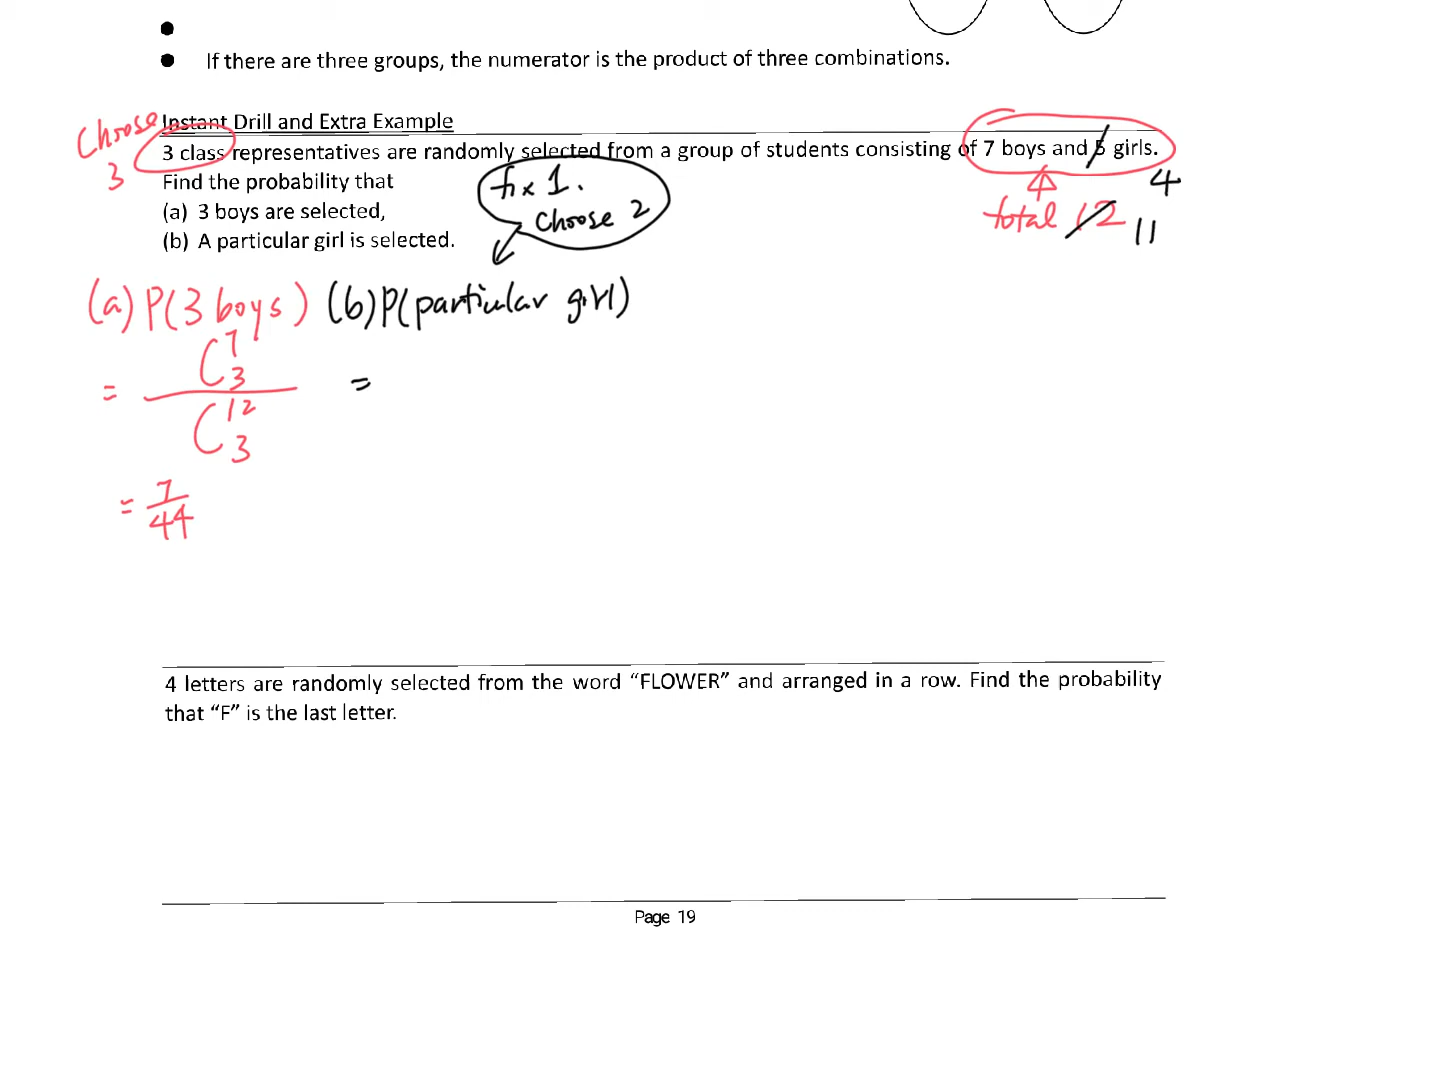 If there are three groups, the numerator is the product of three combinations.
Instant Drill and Extra Example
Choose
3
3 class representatives are randomly selected from a group of students consisting of 7 boys and 5 girls.
4
total 12 11
Find the probability that
(a) 3 boys are selected,
(b) A particular girl is selected.
fix 1.
choose 2
(a) P(3 boys) (b) P(particular girl)
= C 7 3 / C 12 3 =
= 7/44
4 letters are randomly selected from the word “FLOWER” and arranged in a row. Find the probability
that “F” is the last letter.
Page 19